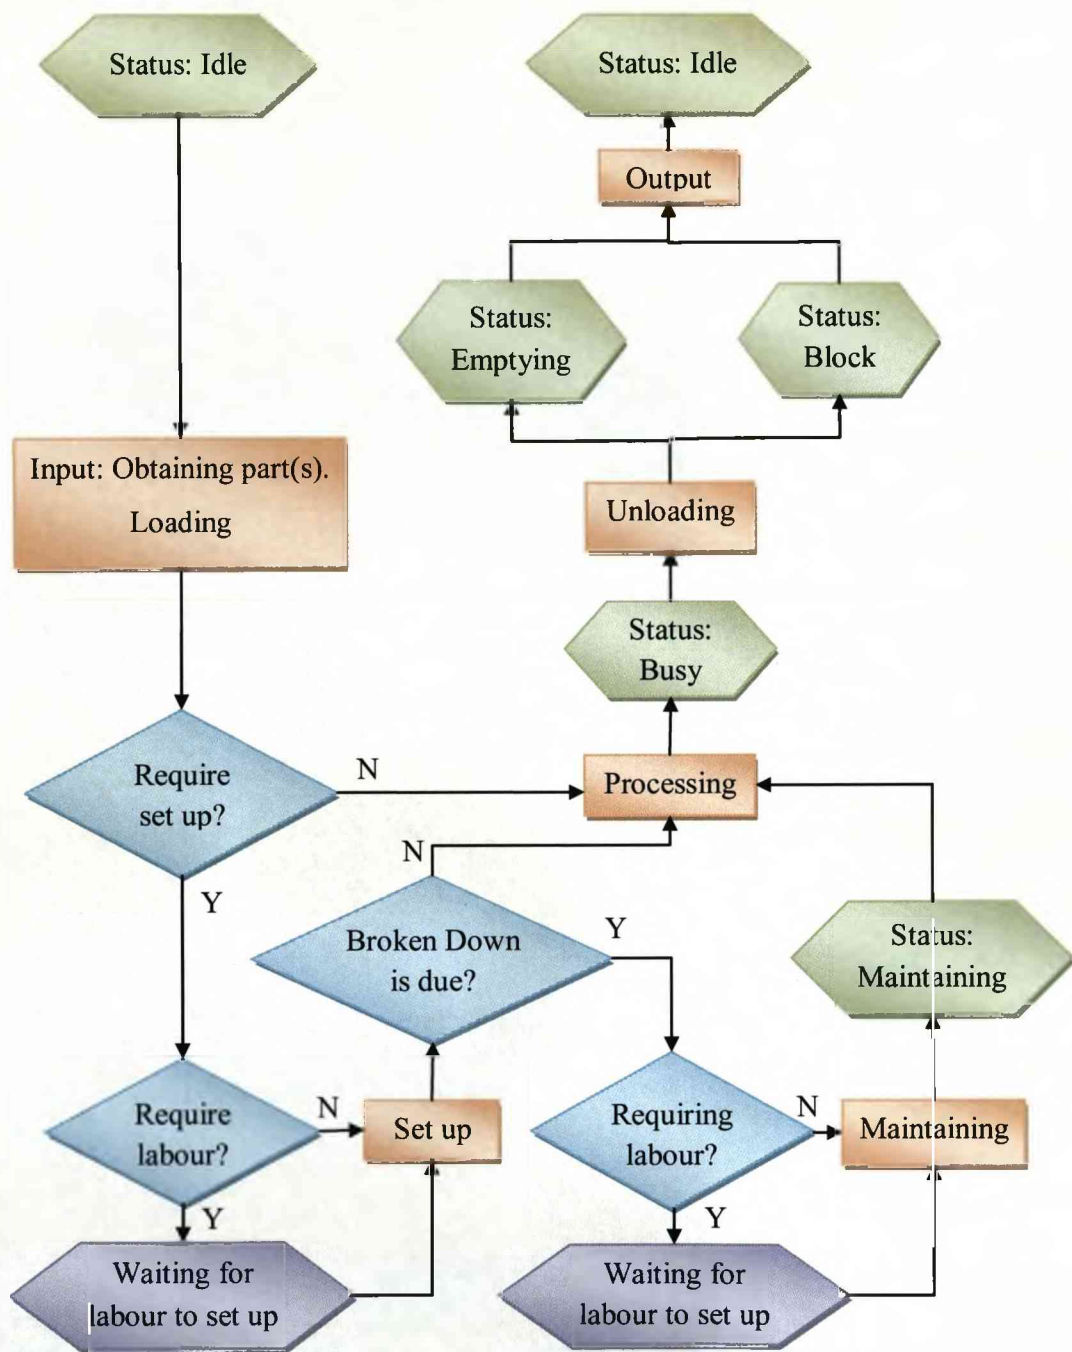 Status: Idle
Status: Idle
Output
Status:
Emptying
Status:
Block
Input: Obtaining part(s).
Loading
Unloading
Status:
Busy
Require
set up?
N
Processing
N
Y
Broken Down
is due?
Y
Status:
Maintaining
Require
labour?
N
Set up
Requiring
labour?
N
Maintaining
Y
Y
Waiting for
labour to set up
Waiting for
labour to set up